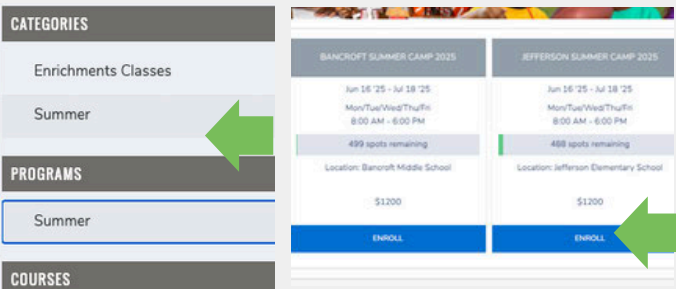 CATEGORIES
Enrichments Classes
Summer
PROGRAMS
Summer
COURSES
BANCROFT SUMMER CAMP 2025
Jun 16 '25 - Jul 18 '25
Mon/Tue/Wed/Thu/Fri
8:00 AM - 6:00 PM
499 spots remaining
Location: Bancroft Middle School
$1200
ENROLL
JEFFERSON SUMMER CAMP 2025
Jun 16 '25 - Jul 18 '25
Mon/Tue/Wed/Thu/Fri
8:00 AM - 6:00 PM
488 spots remaining
Location: Jefferson Elementary School
$1200
ENROLL